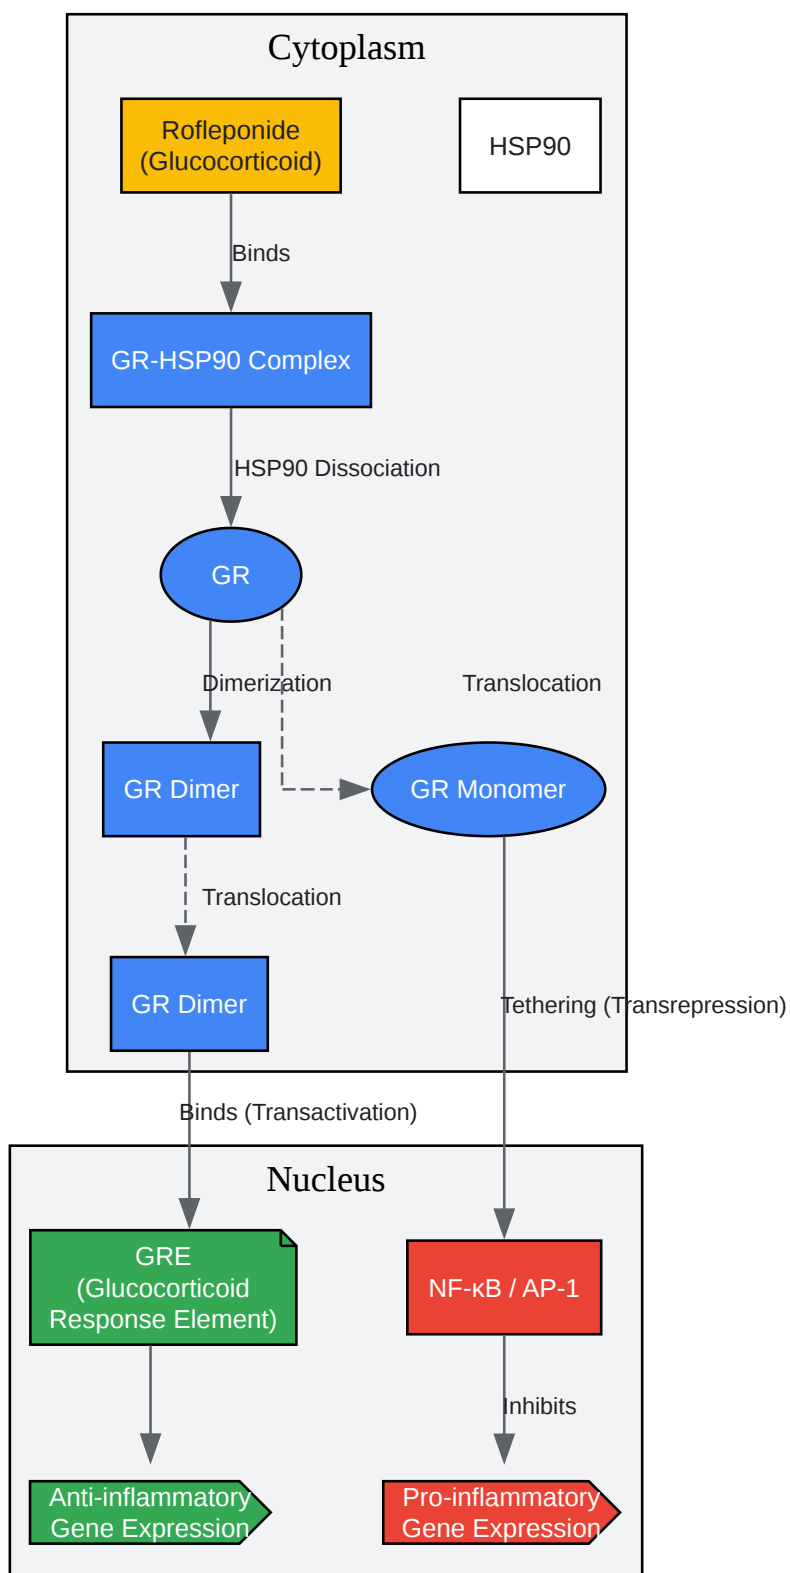 Cytoplasm
Rofleponide
(Glucocorticoid)
HSP90
Binds
GR-HSP90 Complex
HSP90 Dissociation
GR
Dimerization
Translocation
GR Dimer
GR Monomer
Translocation
GR Dimer
Tethering (Transrepression)
Binds (Transactivation)
Nucleus
GRE
(Glucocorticoid
Response Element)
NF-κB / AP-1
Inhibits
Anti-inflammatory
Gene Expression
Pro-inflammatory
Gene Expression